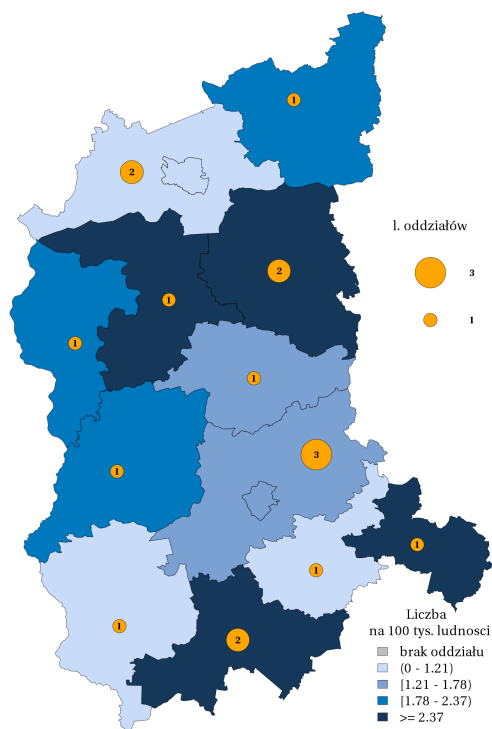 1
2
l. oddziałów
2
3
1
1
1
1
1
3
1
1
1
1
2
Liczba
na 100 tys. ludnosci
brak oddziału
(0 - 1.21)
[1.21 - 1.78)
[1.78 - 2.37)
>= 2.37